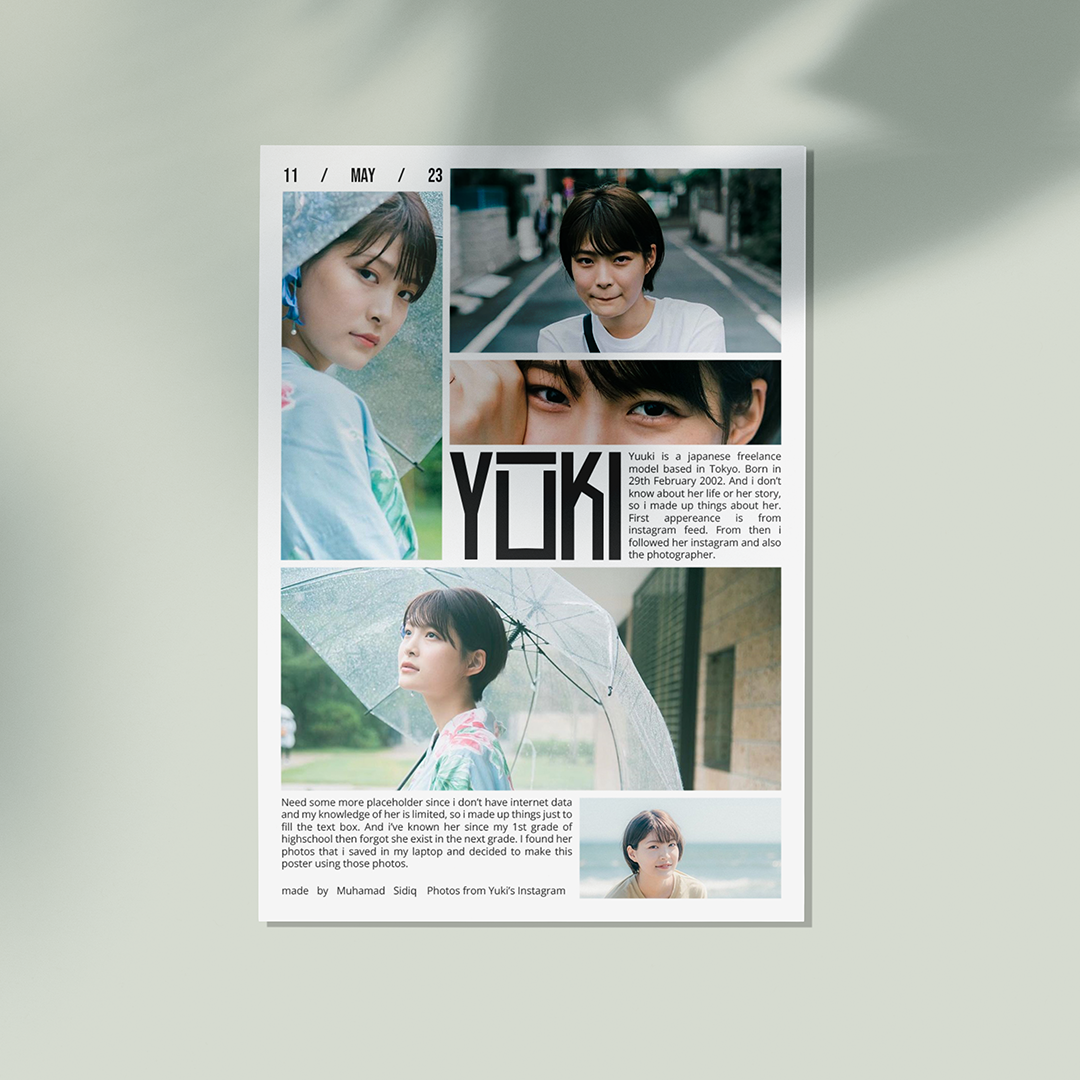 11 / MAY / 23
YŪKI
Yuuki is a japanese freelance
model based in Tokyo. Born in
29th February 2002. And i don't
know about her life or her story,
so i made up things about her.
First appereance is from
instagram feed. From then i
followed her instagram and also
the photographer.
Need some more placeholder since i don't have internet data
and my knowledge of her is limited, so i made up things just to
fill the text box. And i've known her since my 1st grade of
highschool then forgot she exist in the next grade. I found her
photos that i saved in my laptop and decided to make this
poster using those photos.
made by Muhamad Sidiq Photos from Yuki's Instagram